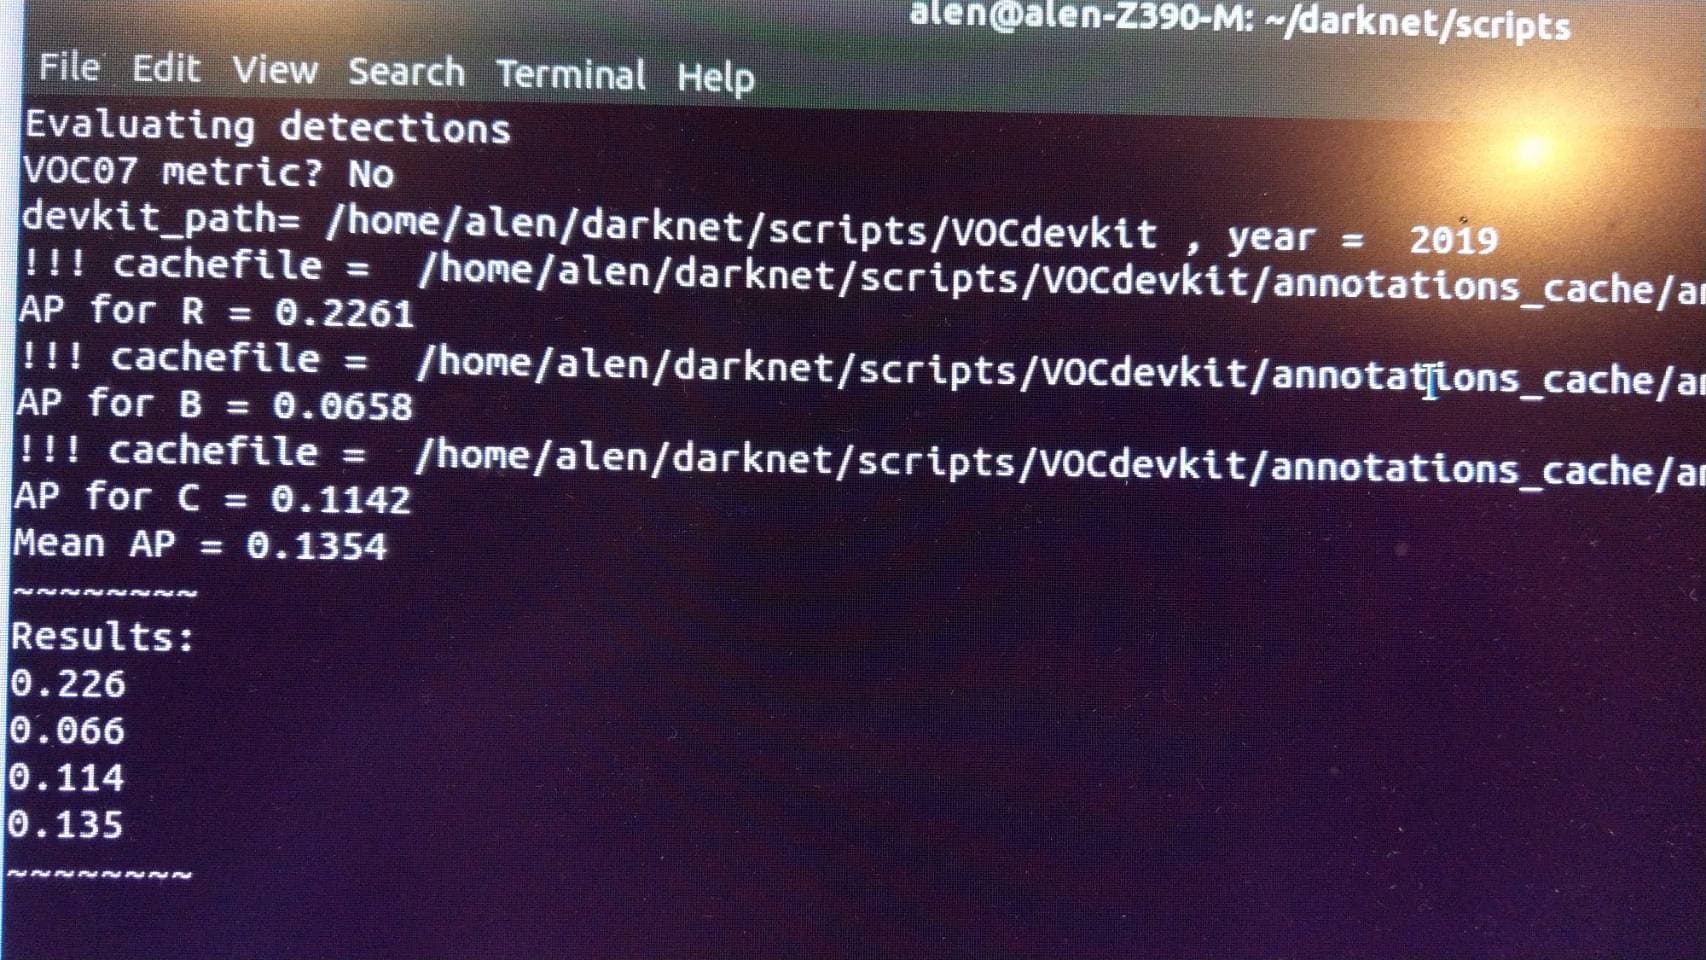 alen@alen-Z390-M: ~/darknet/scripts
File Edit View Search Terminal Help
Evaluating detections
VOC07 metric? No
devkit_path= /home/alen/darknet/scripts/VOCdevkit , year =  2019
!!! cachefile =  /home/alen/darknet/scripts/VOCdevkit/annotations_cache/an
AP for R = 0.2261
!!! cachefile =  /home/alen/darknet/scripts/VOCdevkit/annotations_cache/an
AP for B = 0.0658
!!! cachefile =  /home/alen/darknet/scripts/VOCdevkit/annotations_cache/an
AP for C = 0.1142
Mean AP = 0.1354
~~~~~~~~
Results:
0.226
0.066
0.114
0.135
~~~~~~~~